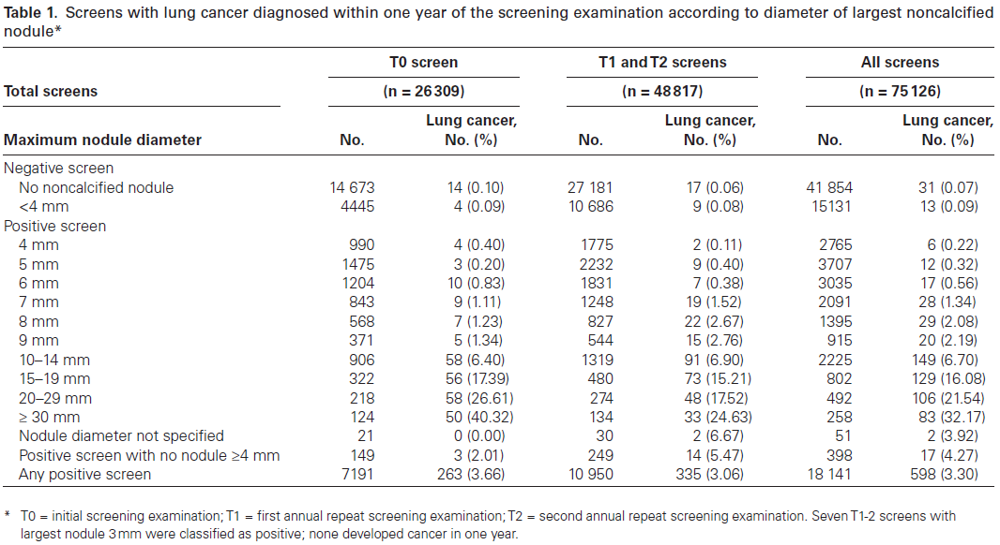 Table 1. Screens with lung cancer diagnosed within one year of the screening examination according to diameter of largest noncalcified
nodule*
T0 screen T1 and T2 screens All screens
Total screens (n = 26 309) (n = 48 817) (n = 75 126)
Maximum nodule diameter No. Lung cancer, No. (%) No. Lung cancer, No. (%) No. Lung cancer, No. (%)
Negative screen
No noncalcified nodule 14 673 14 (0.10) 27 181 17 (0.06) 41 854 31 (0.07)
<4 mm 4445 4 (0.09) 10 686 9 (0.08) 15131 13 (0.09)
Positive screen
4 mm 990 4 (0.40) 1775 2 (0.11) 2765 6 (0.22)
5 mm 1475 3 (0.20) 2232 9 (0.40) 3707 12 (0.32)
6 mm 1204 10 (0.83) 1831 7 (0.38) 3035 17 (0.56)
7 mm 843 9 (1.11) 1248 19 (1.52) 2091 28 (1.34)
8 mm 568 7 (1.23) 827 22 (2.67) 1395 29 (2.08)
9 mm 371 5 (1.34) 544 15 (2.76) 915 20 (2.19)
10–14 mm 906 58 (6.40) 1319 91 (6.90) 2225 149 (6.70)
15–19 mm 322 56 (17.39) 480 73 (15.21) 802 129 (16.08)
20–29 mm 218 58 (26.61) 274 48 (17.52) 492 106 (21.54)
≥ 30 mm 124 50 (40.32) 134 33 (24.63) 258 83 (32.17)
Nodule diameter not specified 21 0 (0.00) 30 2 (6.67) 51 2 (3.92)
Positive screen with no nodule ≥4 mm 149 3 (2.01) 249 14 (5.47) 398 17 (4.27)
Any positive screen 7191 263 (3.66) 10 950 335 (3.06) 18 141 598 (3.30)
* T0 = initial screening examination; T1 = first annual repeat screening examination; T2 = second annual repeat screening examination. Seven T1-2 screens with
largest nodule 3 mm were classified as positive; none developed cancer in one year.